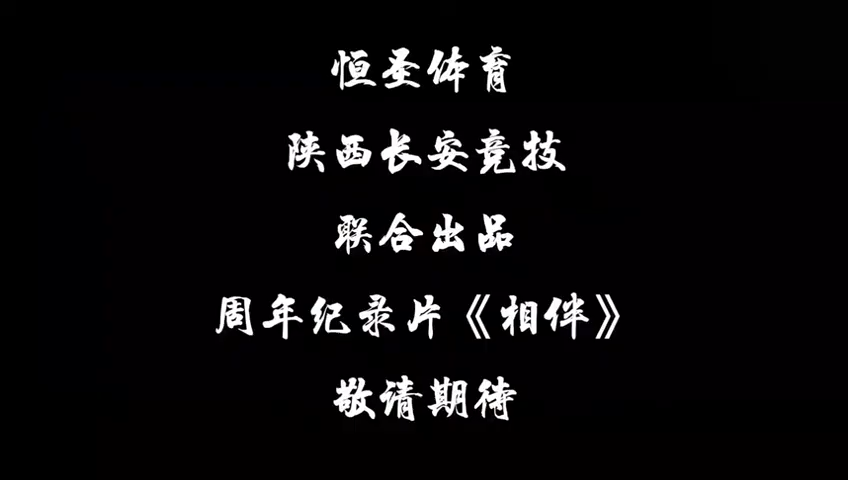 恒圣体育
陕西长安竞技
联合出品
周年纪录片《相伴》
敬请期待